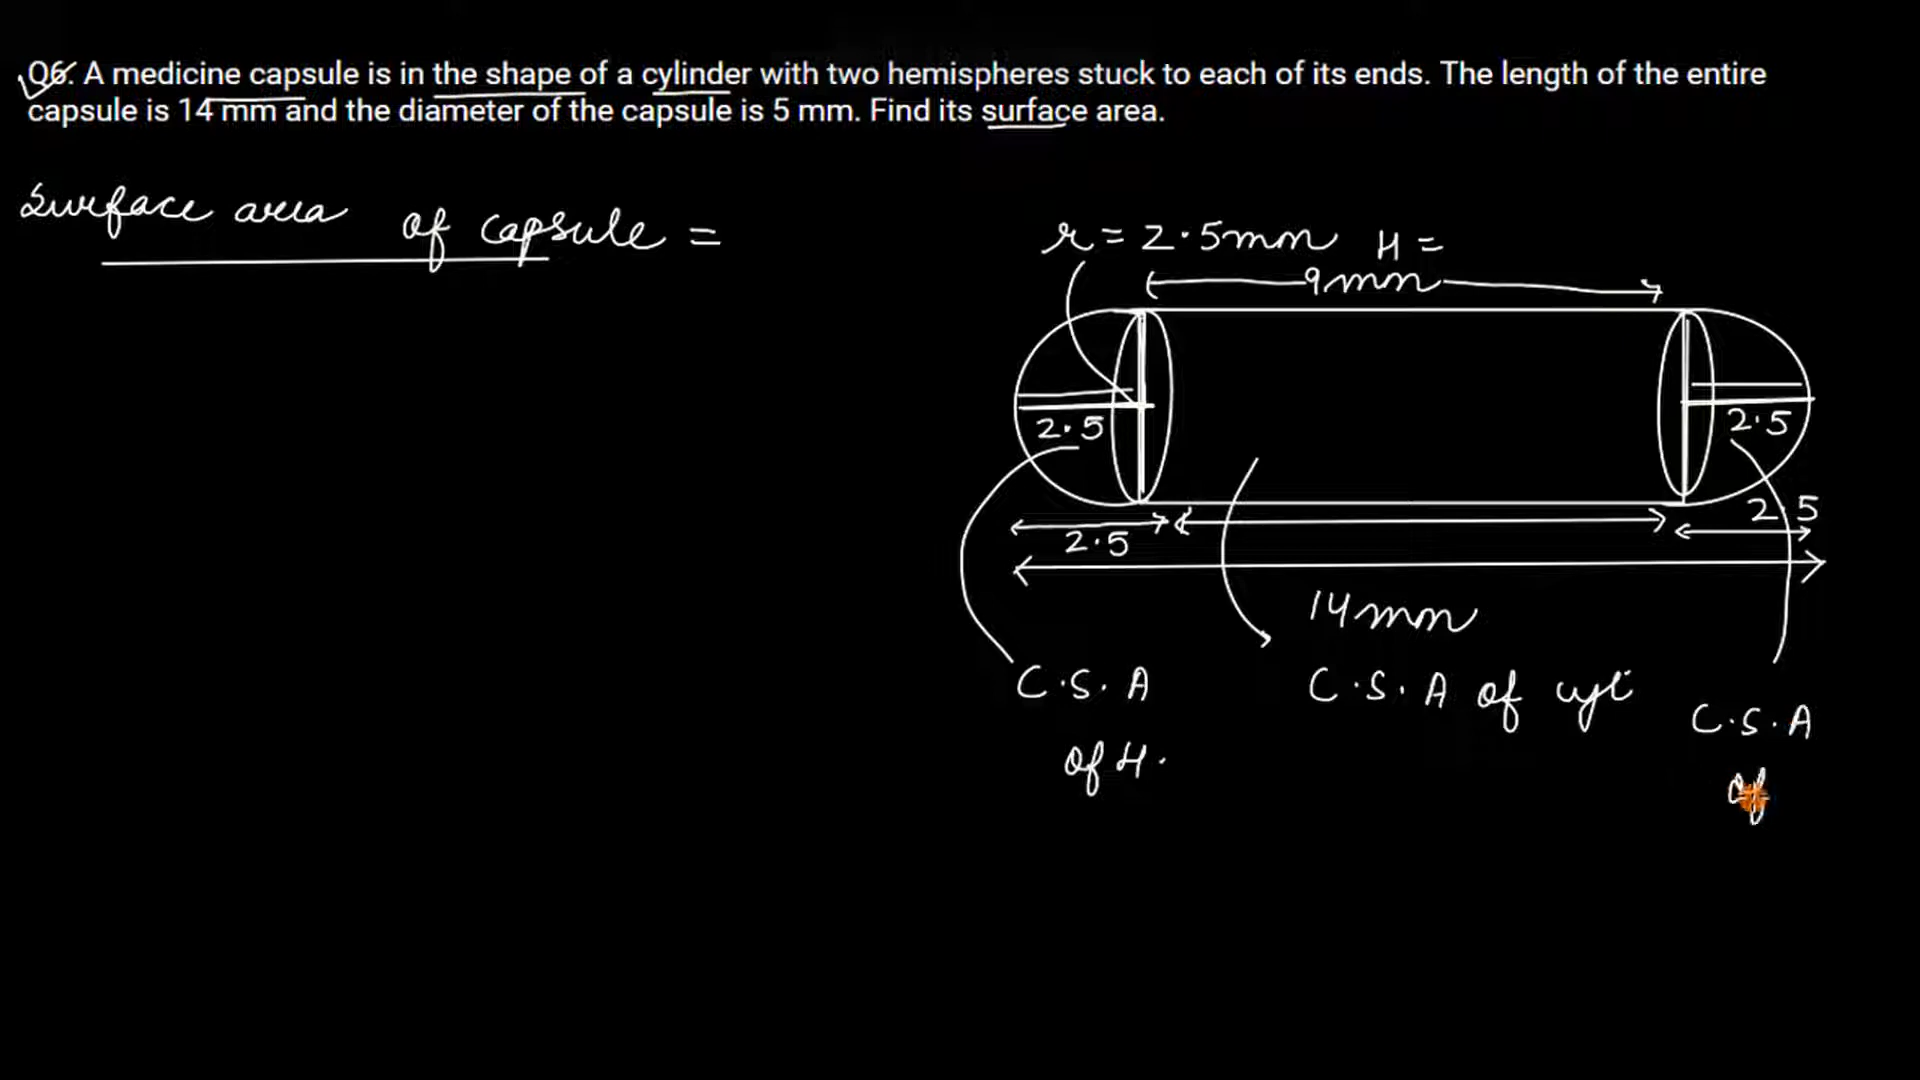 Q6. A medicine capsule is in the shape of a cylinder with two hemispheres stuck to each of its ends. The length of the entire
capsule is 14 mm and the diameter of the capsule is 5 mm. Find its surface area.
Surface area of capsule =
r = 2.5mm H =
9mm
2.5
2.5
2.5
2.5
14mm
C.S.A
of H.
C.S.A of cyl
C.S.A
of